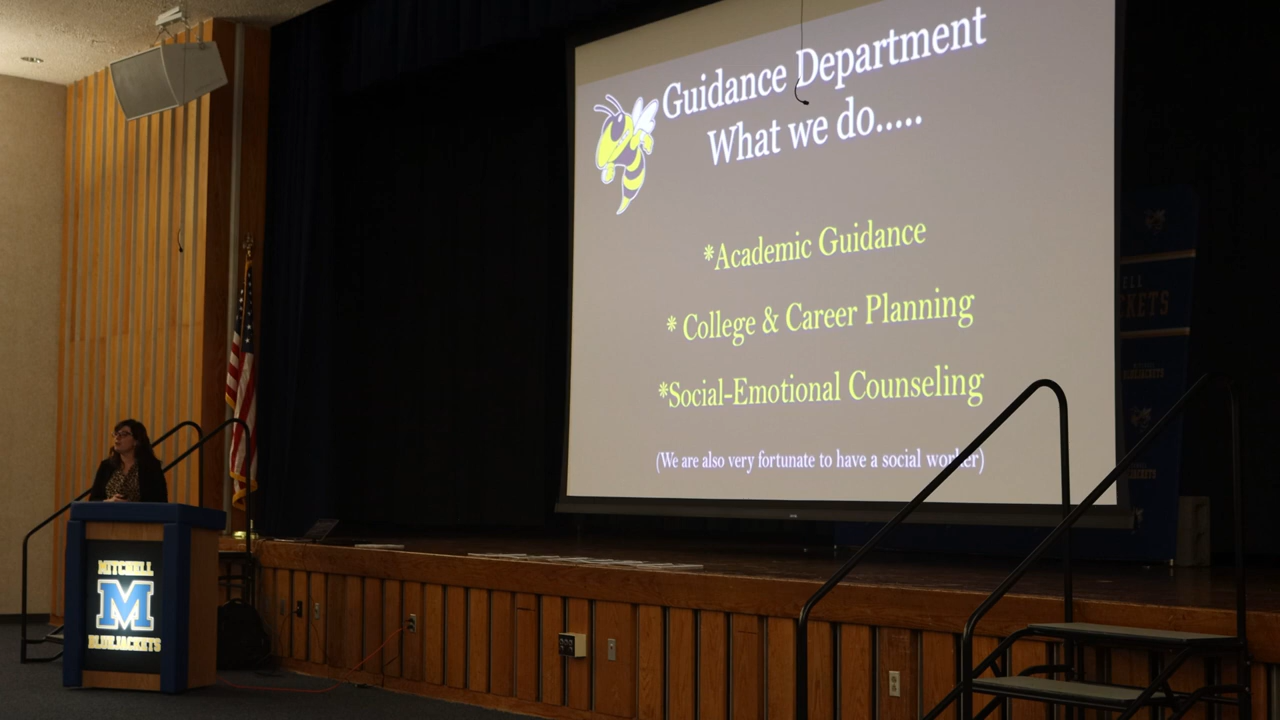 Guidance Department
What we do.....
*Academic Guidance
* College & Career Planning
*Social-Emotional Counseling
(We are also very fortunate to have a social worker)
MITCHELL
M
BLUEJACKETS
BLUEJACKETS